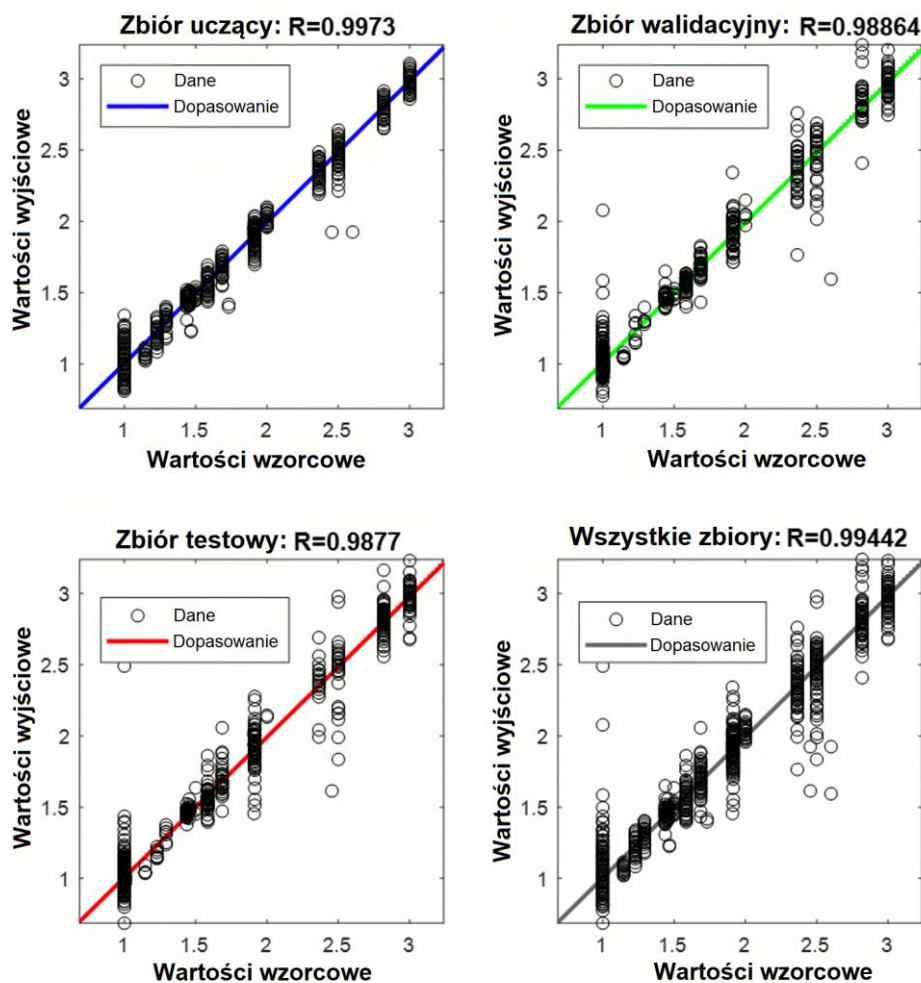 Zbiór uczący: R=0.9973
Dane
Dopasowanie
Wartości wyjściowe
3
2.5
2
1.5
1
1 1.5 2 2.5 3
Wartości wzorcowe
Zbiór walidacyjny: R=0.98864
Dane
Dopasowanie
Wartości wyjściowe
3
2.5
2
1.5
1
1 1.5 2 2.5 3
Wartości wzorcowe
Zbiór testowy: R=0.9877
Dane
Dopasowanie
Wartości wyjściowe
3
2.5
2
1.5
1
1 1.5 2 2.5 3
Wartości wzorcowe
Wszystkie zbiory: R=0.99442
Dane
Dopasowanie
Wartości wyjściowe
3
2.5
2
1.5
1
1 1.5 2 2.5 3
Wartości wzorcowe